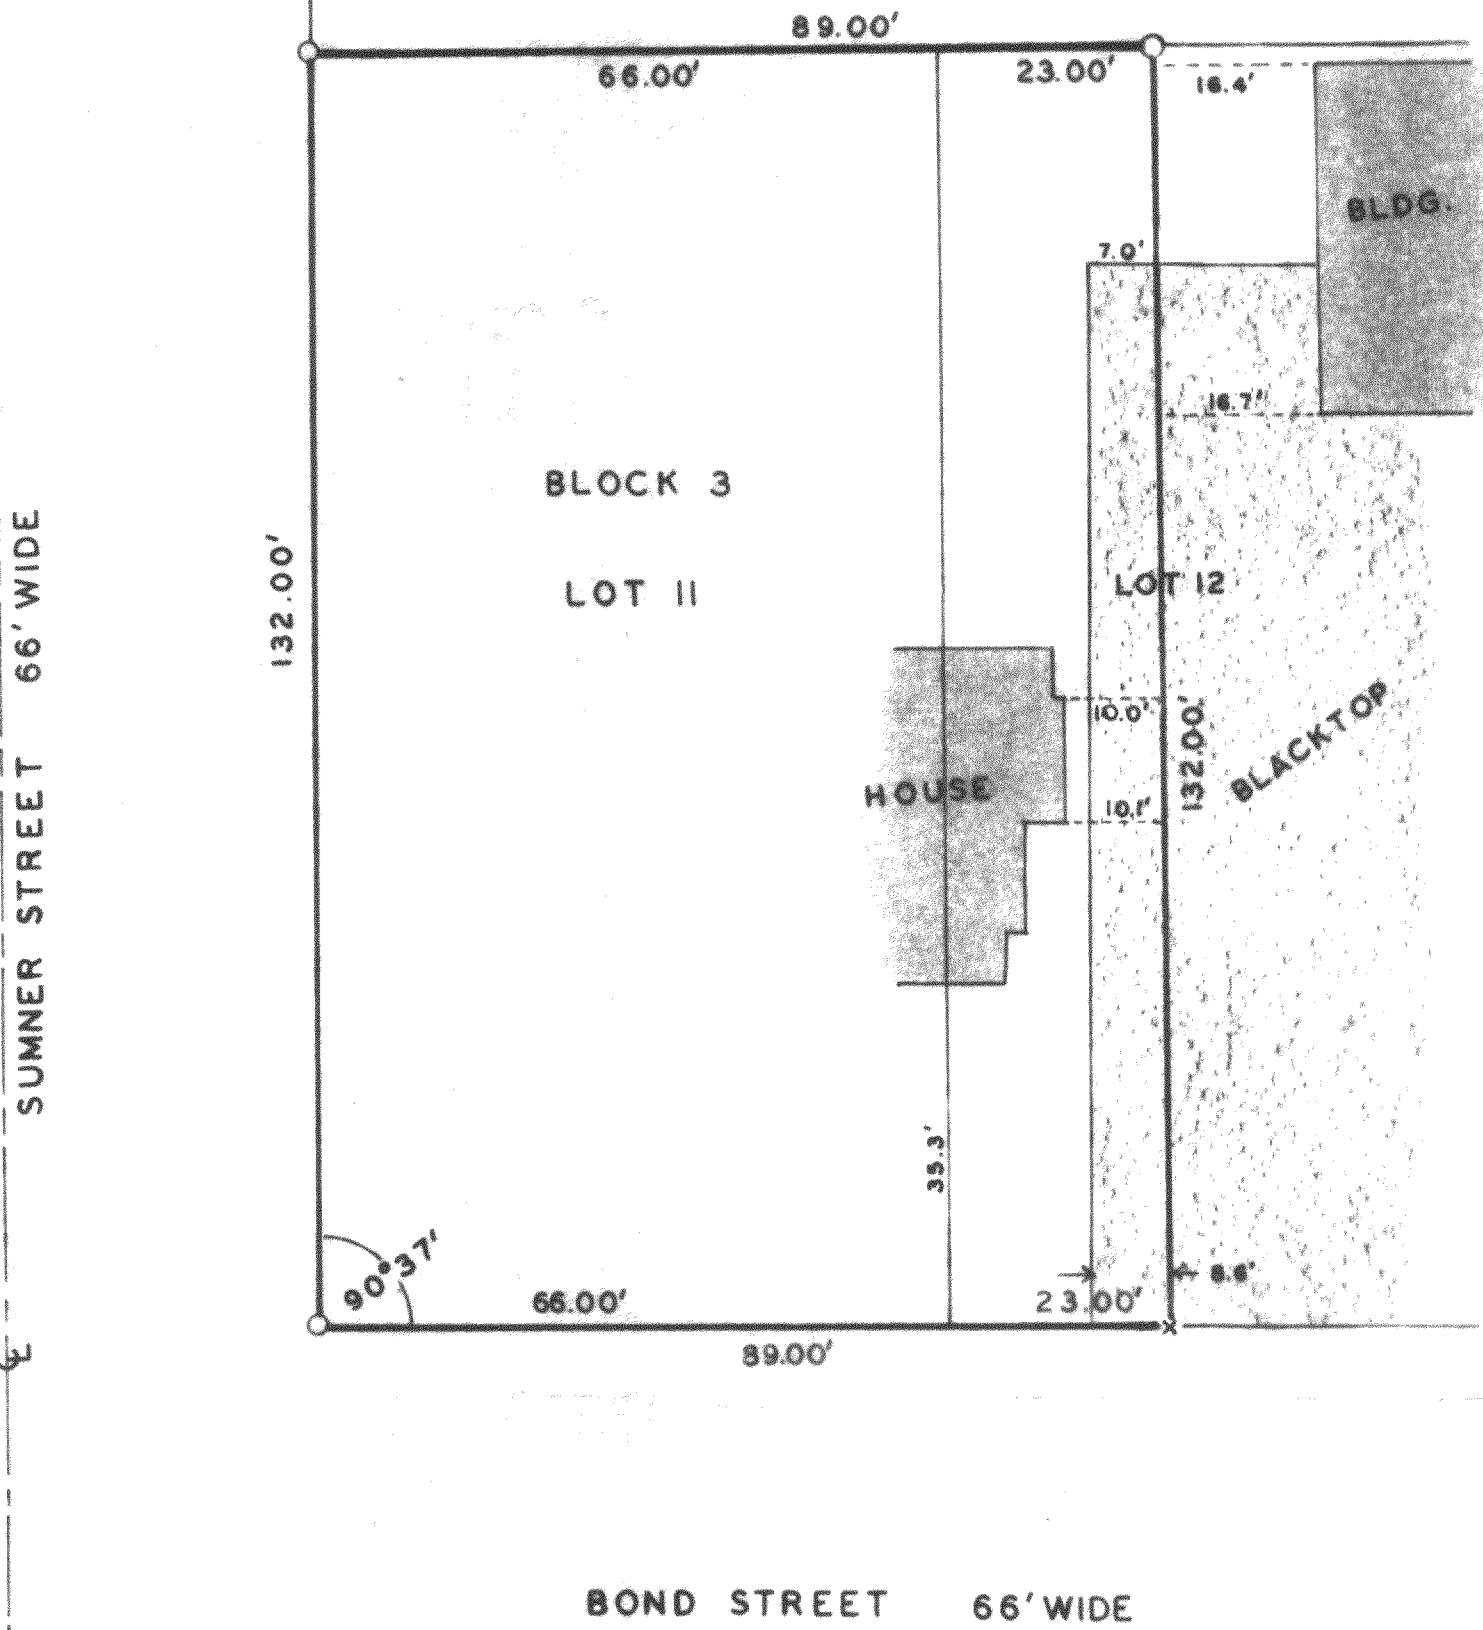 89.00'
66.00'
23.00'
16.4'
BLDG.
7.0'
16.7'
BLOCK 3
LOT 11
LOT 12
132.00'
SUMNER STREET 66' WIDE
10.0'
132.00'
BLACKTOP
HOUSE
10.1'
35.3'
90°37'
66.00'
23.00'
89.00'
BOND STREET 66' WIDE